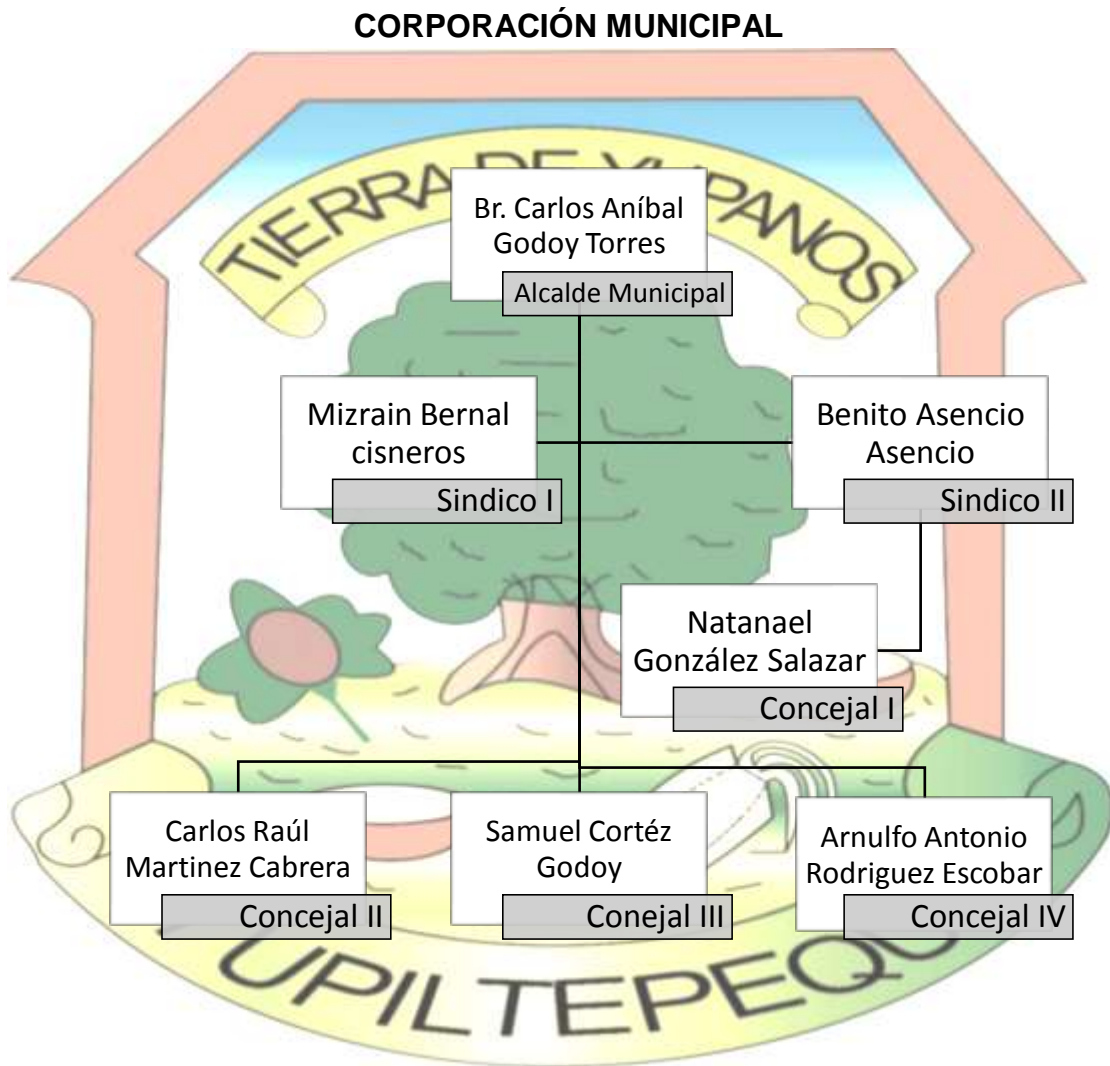 CORPORACIÓN MUNICIPAL
TIERRA DE YUPANOS
Br. Carlos Aníbal
Godoy Torres
Alcalde Municipal
Mizrain Bernal
cisneros
Sindico I
Benito Asencio
Asencio
Sindico II
Natanael
González Salazar
Concejal I
Carlos Raúl
Martinez Cabrera
Concejal II
Samuel Cortéz
Godoy
Conejal III
Arnulfo Antonio
Rodriguez Escobar
Concejal IV
UPILTEPEQU